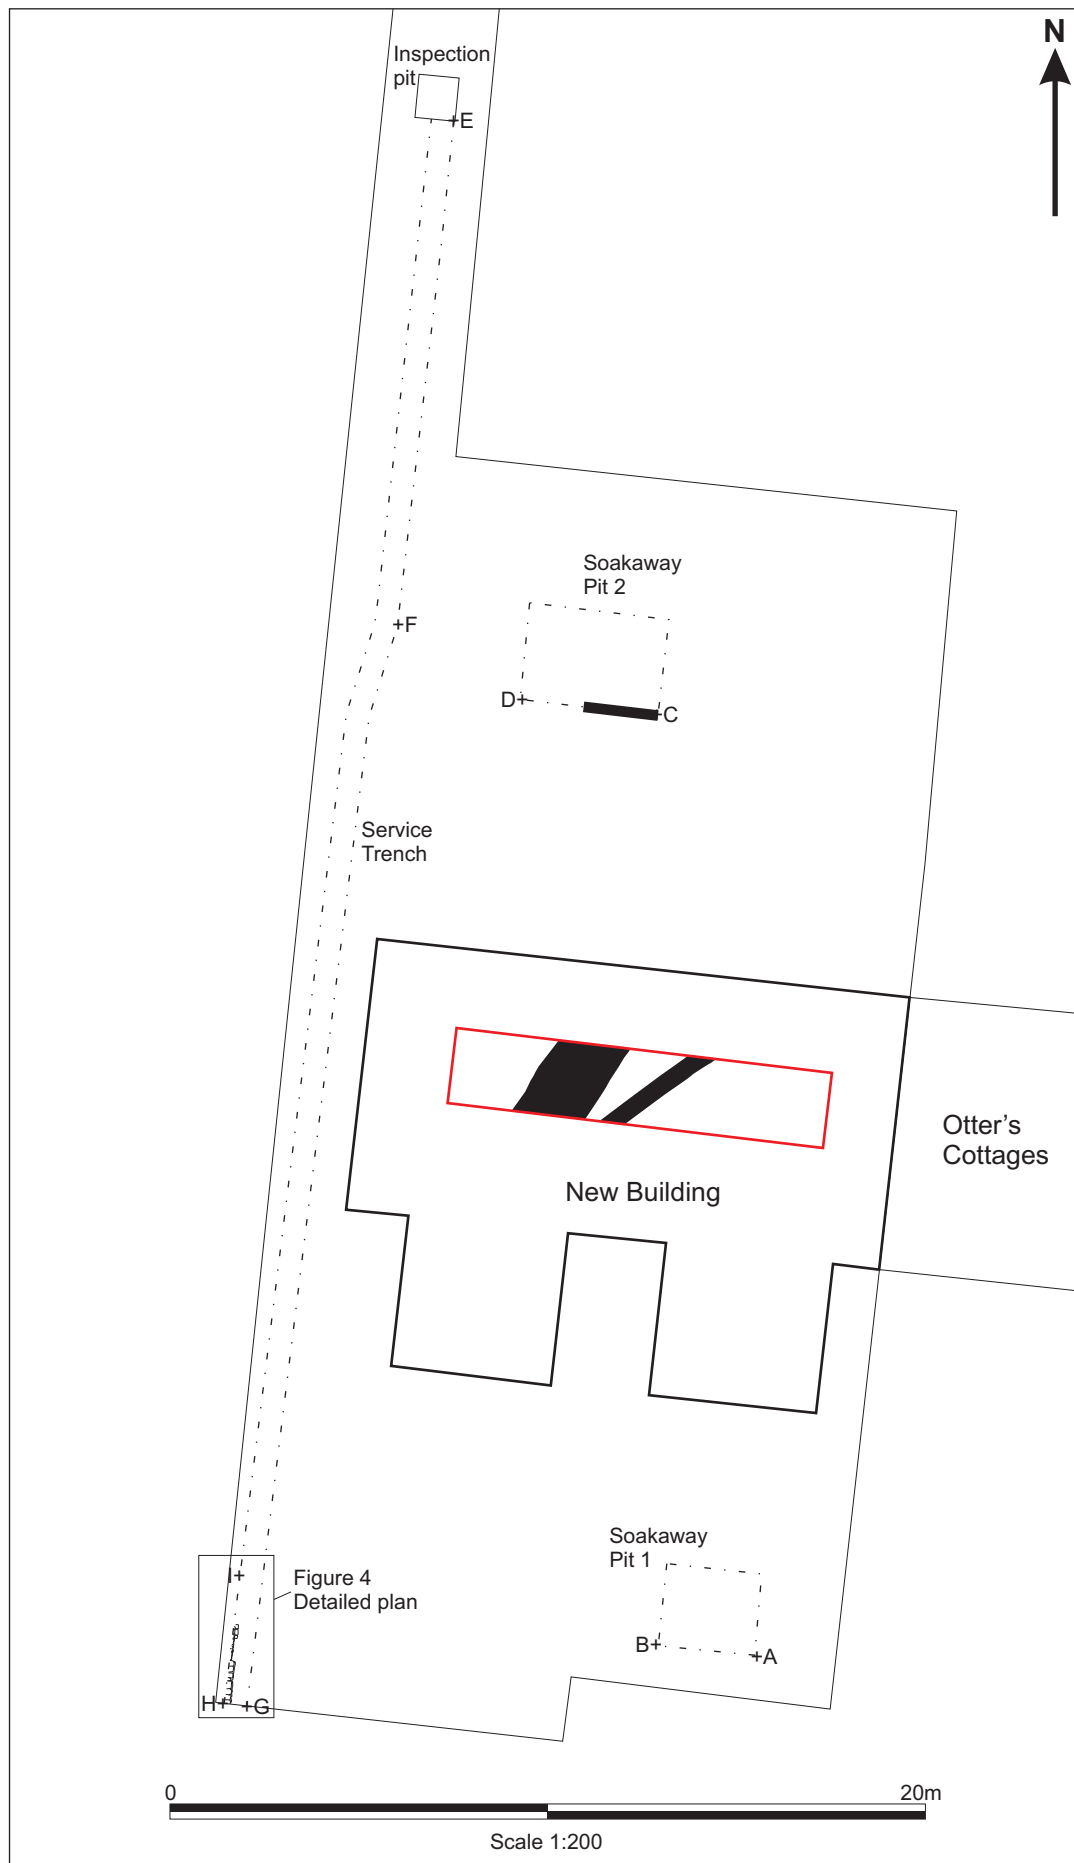 Inspection
pit
N
+E
Soakaway
Pit 2
+F
D+
+C
Service
Trench
Otter's
Cottages
New Building
Soakaway
Pit 1
I+
Figure 4
Detailed plan
B+
+A
H+
+G
0
20m
Scale 1:200